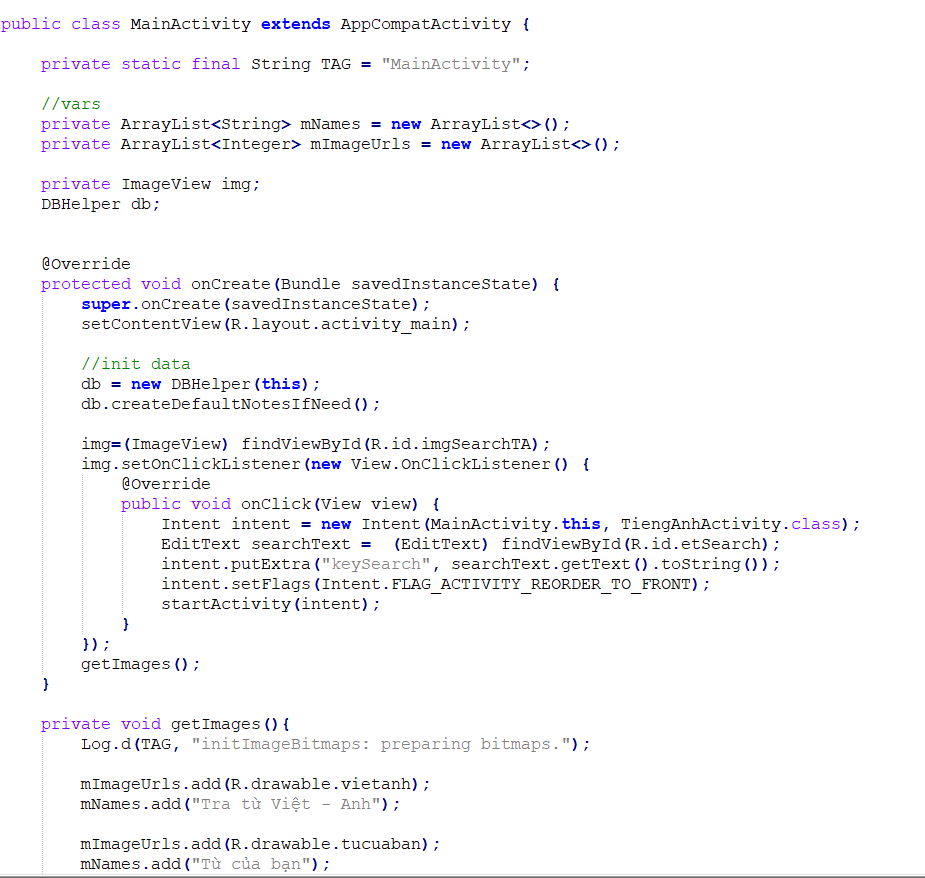 public class MainActivity extends AppCompatActivity {
private static final String TAG = "MainActivity";
//vars
private ArrayList<String> mNames = new ArrayList<>();
private ArrayList<Integer> mImageUrls = new ArrayList<>();
private ImageView img;
DBHelper db;
@Override
protected void onCreate(Bundle savedInstanceState) {
super.onCreate(savedInstanceState);
setContentView(R.layout.activity_main);
//init data
db = new DBHelper(this);
db.createDefaultNotesIfNeed();
img=(ImageView) findViewById(R.id.imgSearchTA);
img.setOnClickListener(new View.OnClickListener() {
@Override
public void onClick(View view) {
Intent intent = new Intent(MainActivity.this, TiengAnhActivity.class);
EditText searchText =  (EditText) findViewById(R.id.etSearch);
intent.putExtra("keySearch", searchText.getText().toString());
intent.setFlags(Intent.FLAG_ACTIVITY_REORDER_TO_FRONT);
startActivity(intent);
}
});
getImages();
}
private void getImages(){
Log.d(TAG, "initImageBitmaps: preparing bitmaps.");
mImageUrls.add(R.drawable.vietanh);
mNames.add("Tra từ Việt - Anh");
mImageUrls.add(R.drawable.tucuaban);
mNames.add("Từ của bạn");